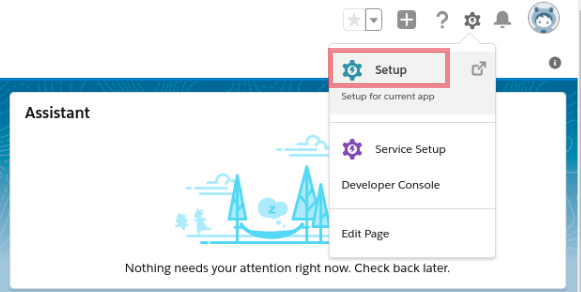 Setup
Setup for current app
Assistant
Service Setup
Developer Console
z
Edit Page
Nothing needs your attention right now. Check back later.